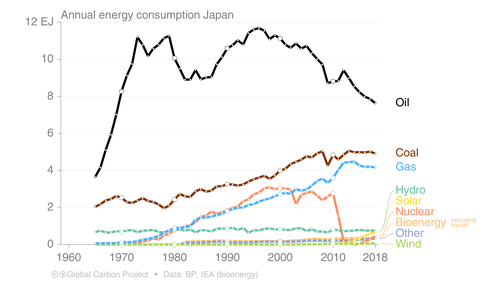 Annual energy consumption Japan
12 EJ
10
8
6
4
2
0
1960
1970
1980
1990
2000
2010
2018
Oil
Coal
Gas
Hydro
Solar
Nuclear
Bioenergy excluding liquids
Other
Wind
Global Carbon Project • Data: BP, IEA (bioenergy)